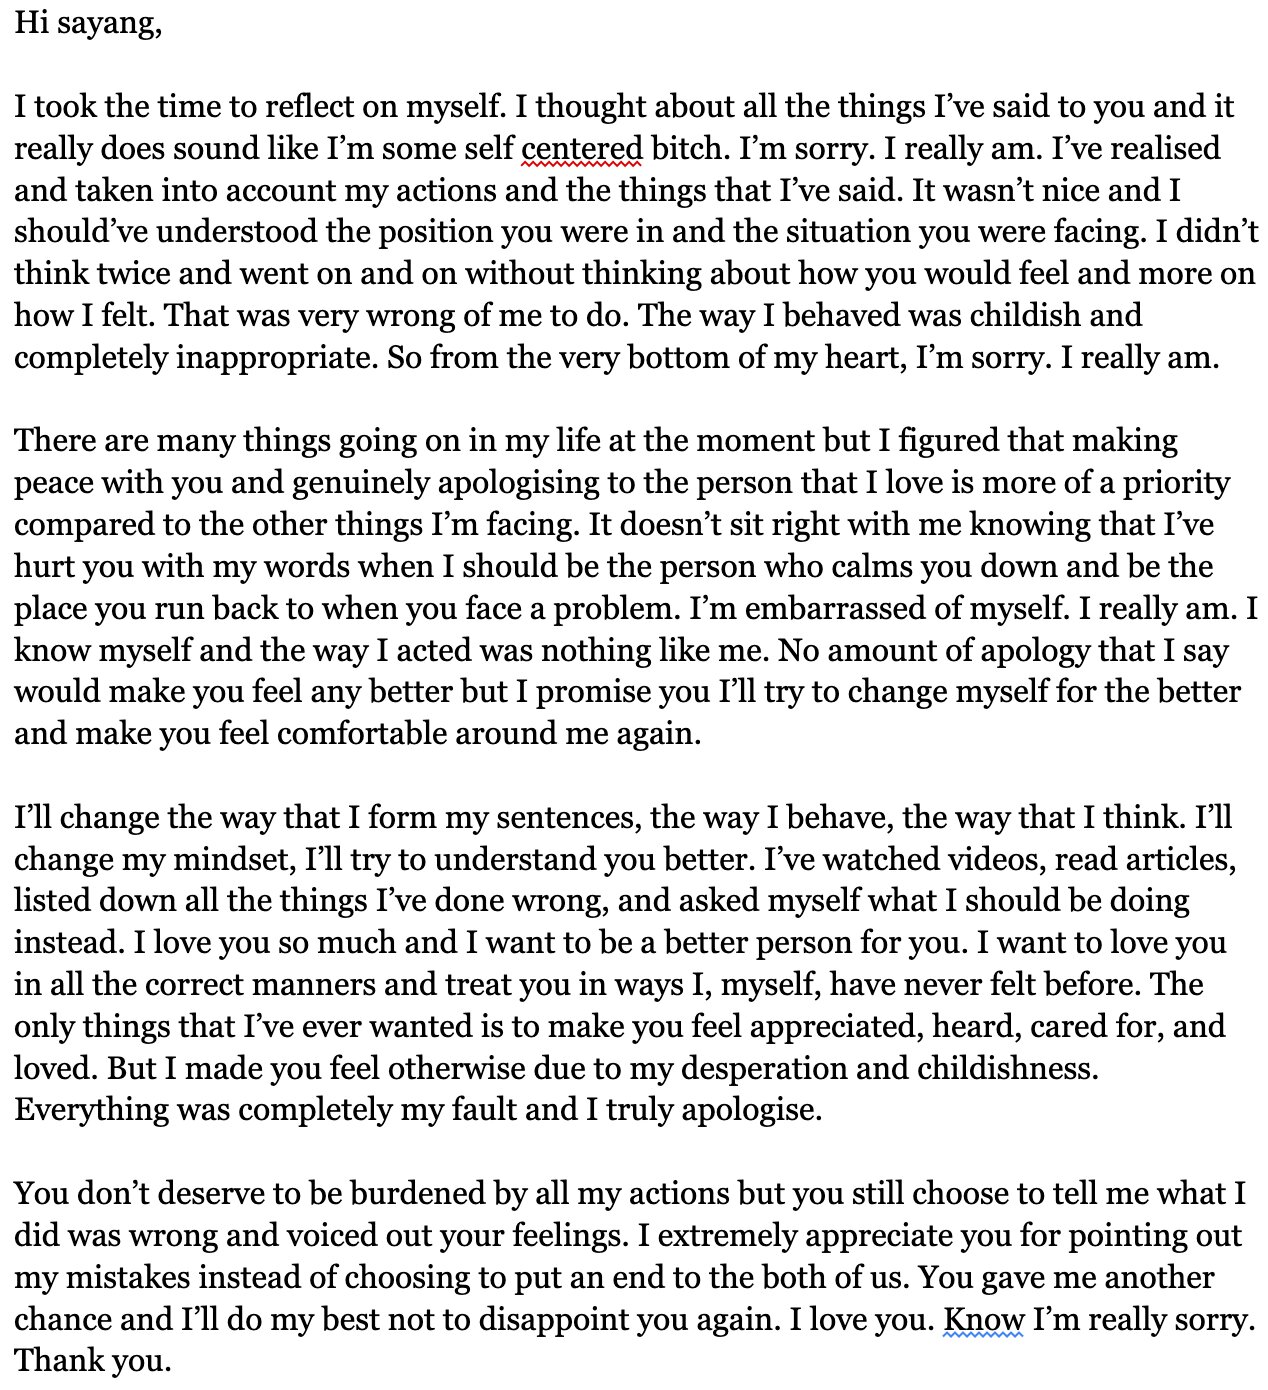 Hi sayang,
I took the time to reflect on myself. I thought about all the things I’ve said to you and it
really does sound like I’m some self centered bitch. I’m sorry. I really am. I’ve realised
and taken into account my actions and the things that I’ve said. It wasn’t nice and I
should’ve understood the position you were in and the situation you were facing. I didn’t
think twice and went on and on without thinking about how you would feel and more on
how I felt. That was very wrong of me to do. The way I behaved was childish and
completely inappropriate. So from the very bottom of my heart, I’m sorry. I really am.
There are many things going on in my life at the moment but I figured that making
peace with you and genuinely apologising to the person that I love is more of a priority
compared to the other things I’m facing. It doesn’t sit right with me knowing that I’ve
hurt you with my words when I should be the person who calms you down and be the
place you run back to when you face a problem. I’m embarrassed of myself. I really am. I
know myself and the way I acted was nothing like me. No amount of apology that I say
would make you feel any better but I promise you I’ll try to change myself for the better
and make you feel comfortable around me again.
I’ll change the way that I form my sentences, the way I behave, the way that I think. I’ll
change my mindset, I’ll try to understand you better. I’ve watched videos, read articles,
listed down all the things I’ve done wrong, and asked myself what I should be doing
instead. I love you so much and I want to be a better person for you. I want to love you
in all the correct manners and treat you in ways I, myself, have never felt before. The
only things that I’ve ever wanted is to make you feel appreciated, heard, cared for, and
loved. But I made you feel otherwise due to my desperation and childishness.
Everything was completely my fault and I truly apologise.
You don’t deserve to be burdened by all my actions but you still choose to tell me what I
did was wrong and voiced out your feelings. I extremely appreciate you for pointing out
my mistakes instead of choosing to put an end to the both of us. You gave me another
chance and I’ll do my best not to disappoint you again. I love you. Know I’m really sorry.
Thank you.